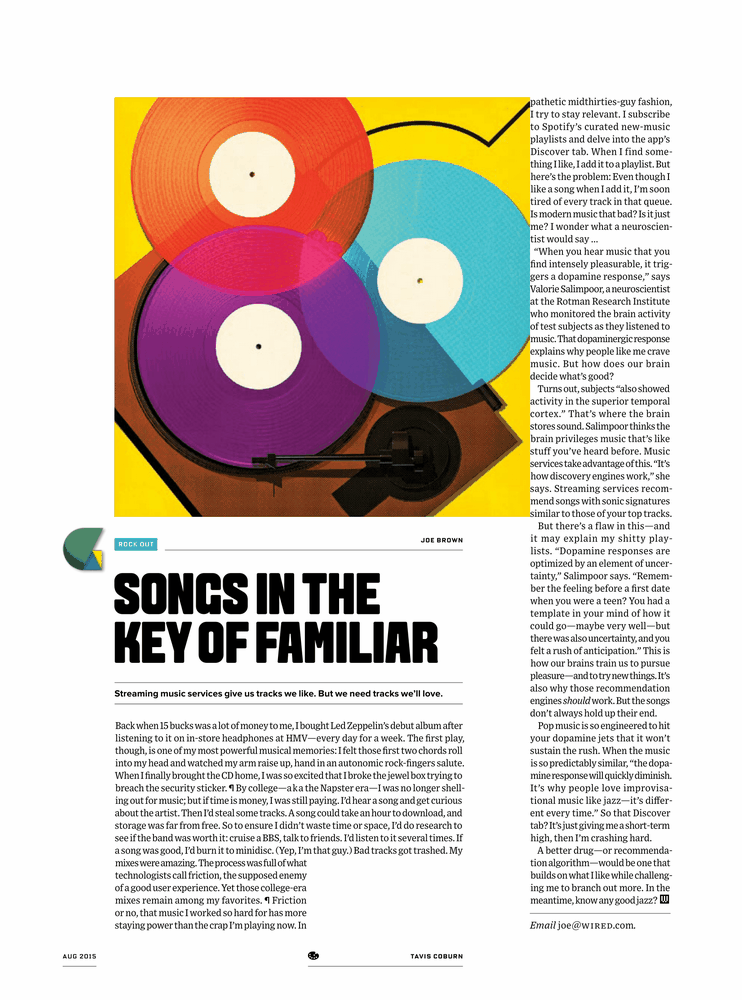 ROCK OUT
JOE BROWN
SONGS IN THE
KEY OF FAMILIAR
Streaming music services give us tracks we like. But we need tracks we'll love.
Back when 15 bucks was a lot of money to me, I bought Led Zeppelin's debut album after
listening to it on in-store headphones at HMV—every day for a week. The first play,
though, is one of my most powerful musical memories: I felt those first two chords roll
into my head and watched my arm raise up, hand in an autonomic rock-fingers salute.
When I finally brought the CD home, I was so excited that I broke the jewel box trying to
breach the security sticker. ¶ By college—aka the Napster era—I was no longer shell-
ing out for music; but if time is money, I was still paying. I'd hear a song and get curious
about the artist. Then I'd steal some tracks. A song could take an hour to download, and
storage was far from free. So to ensure I didn't waste time or space, I'd do research to
see if the band was worth it: cruise a BBS, talk to friends. I'd listen to it several times. If
a song was good, I'd burn it to minidisc. (Yep, I'm that guy.) Bad tracks got trashed. My
mixes were amazing. The process was full of what
technologists call friction, the supposed enemy
of a good user experience. Yet those college-era
mixes remain among my favorites. ¶ Friction
or no, that music I worked so hard for has more
staying power than the crap I'm playing now. In
pathetic midthirties-guy fashion,
I try to stay relevant. I subscribe
to Spotify's curated new-music
playlists and delve into the app's
Discover tab. When I find some-
thing I like, I add it to a playlist. But
here's the problem: Even though I
like a song when I add it, I'm soon
tired of every track in that queue.
Is modern music that bad? Is it just
me? I wonder what a neuroscien-
tist would say ...
"When you hear music that you
find intensely pleasurable, it trig-
gers a dopamine response," says
Valorie Salimpoor, a neuroscientist
at the Rotman Research Institute
who monitored the brain activity
of test subjects as they listened to
music. That dopaminergic response
explains why people like me crave
music. But how does our brain
decide what's good?
Turns out, subjects "also showed
activity in the superior temporal
cortex." That's where the brain
stores sound. Salimpoor thinks the
brain privileges music that's like
stuff you've heard before. Music
services take advantage of this. "It's
how discovery engines work," she
says. Streaming services recom-
mend songs with sonic signatures
similar to those of your top tracks.
But there's a flaw in this—and
it may explain my shitty play-
lists. "Dopamine responses are
optimized by an element of uncer-
tainty," Salimpoor says. "Remem-
ber the feeling before a first date
when you were a teen? You had a
template in your mind of how it
could go—maybe very well—but
there was also uncertainty, and you
felt a rush of anticipation." This is
how our brains train us to pursue
pleasure—and to try new things. It's
also why those recommendation
engines should work. But the songs
don't always hold up their end.
Pop music is so engineered to hit
your dopamine jets that it won't
sustain the rush. When the music
is so predictably similar, "the dopa-
mine response will quickly diminish.
It's why people love improvisa-
tional music like jazz—it's differ-
ent every time." So that Discover
tab? It's just giving me a short-term
high, then I'm crashing hard.
A better drug—or recommenda-
tion algorithm—would be one that
builds on what I like while challeng-
ing me to branch out more. In the
meantime, know any good jazz? W
Email joe@WIRED.com.
AUG 2015
TAVIS COBURN